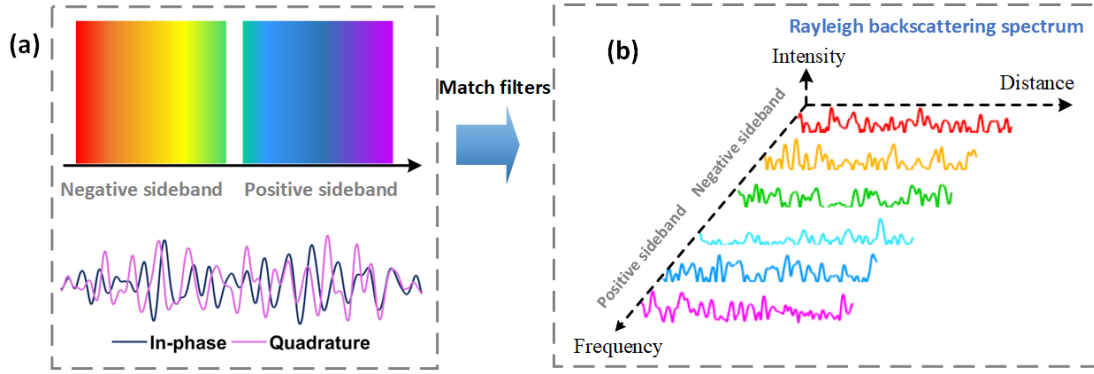 (a)
Negative sideband
Positive sideband
In-phase
Quadrature
Match filters
(b)
Rayleigh backscattering spectrum
Intensity
Distance
Negative sideband
Positive sideband
Frequency